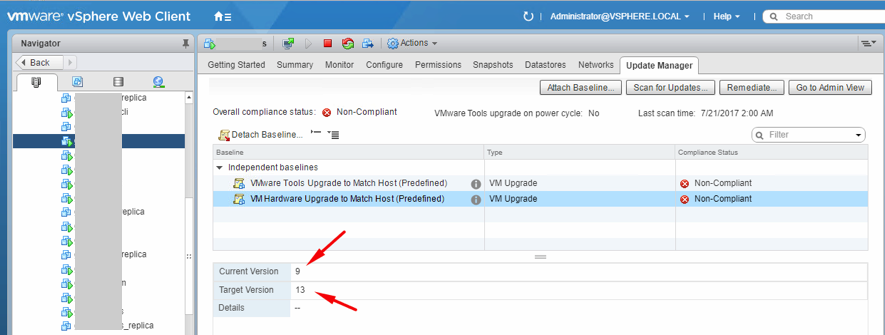 vmware® vSphere Web Client
Administrator@VSPHERE.LOCAL
Help
Search
Navigator
Back
s
Actions
Getting Started Summary Monitor Configure Permissions Snapshots Datastores Networks Update Manager
Attach Baseline... Scan for Updates... Remediate... Go to Admin View
Overall compliance status: Non-Compliant VMware Tools upgrade on power cycle: No Last scan time: 7/21/2017 2:00 AM
Detach Baseline...
Filter
Baseline Type Compliance Status
Independent baselines
VMware Tools Upgrade to Match Host (Predefined) VM Upgrade Non-Compliant
VM Hardware Upgrade to Match Host (Predefined) VM Upgrade Non-Compliant
Current Version 9
Target Version 13
Details --
_replica
cli
replica
_replica
n
s
s_replica